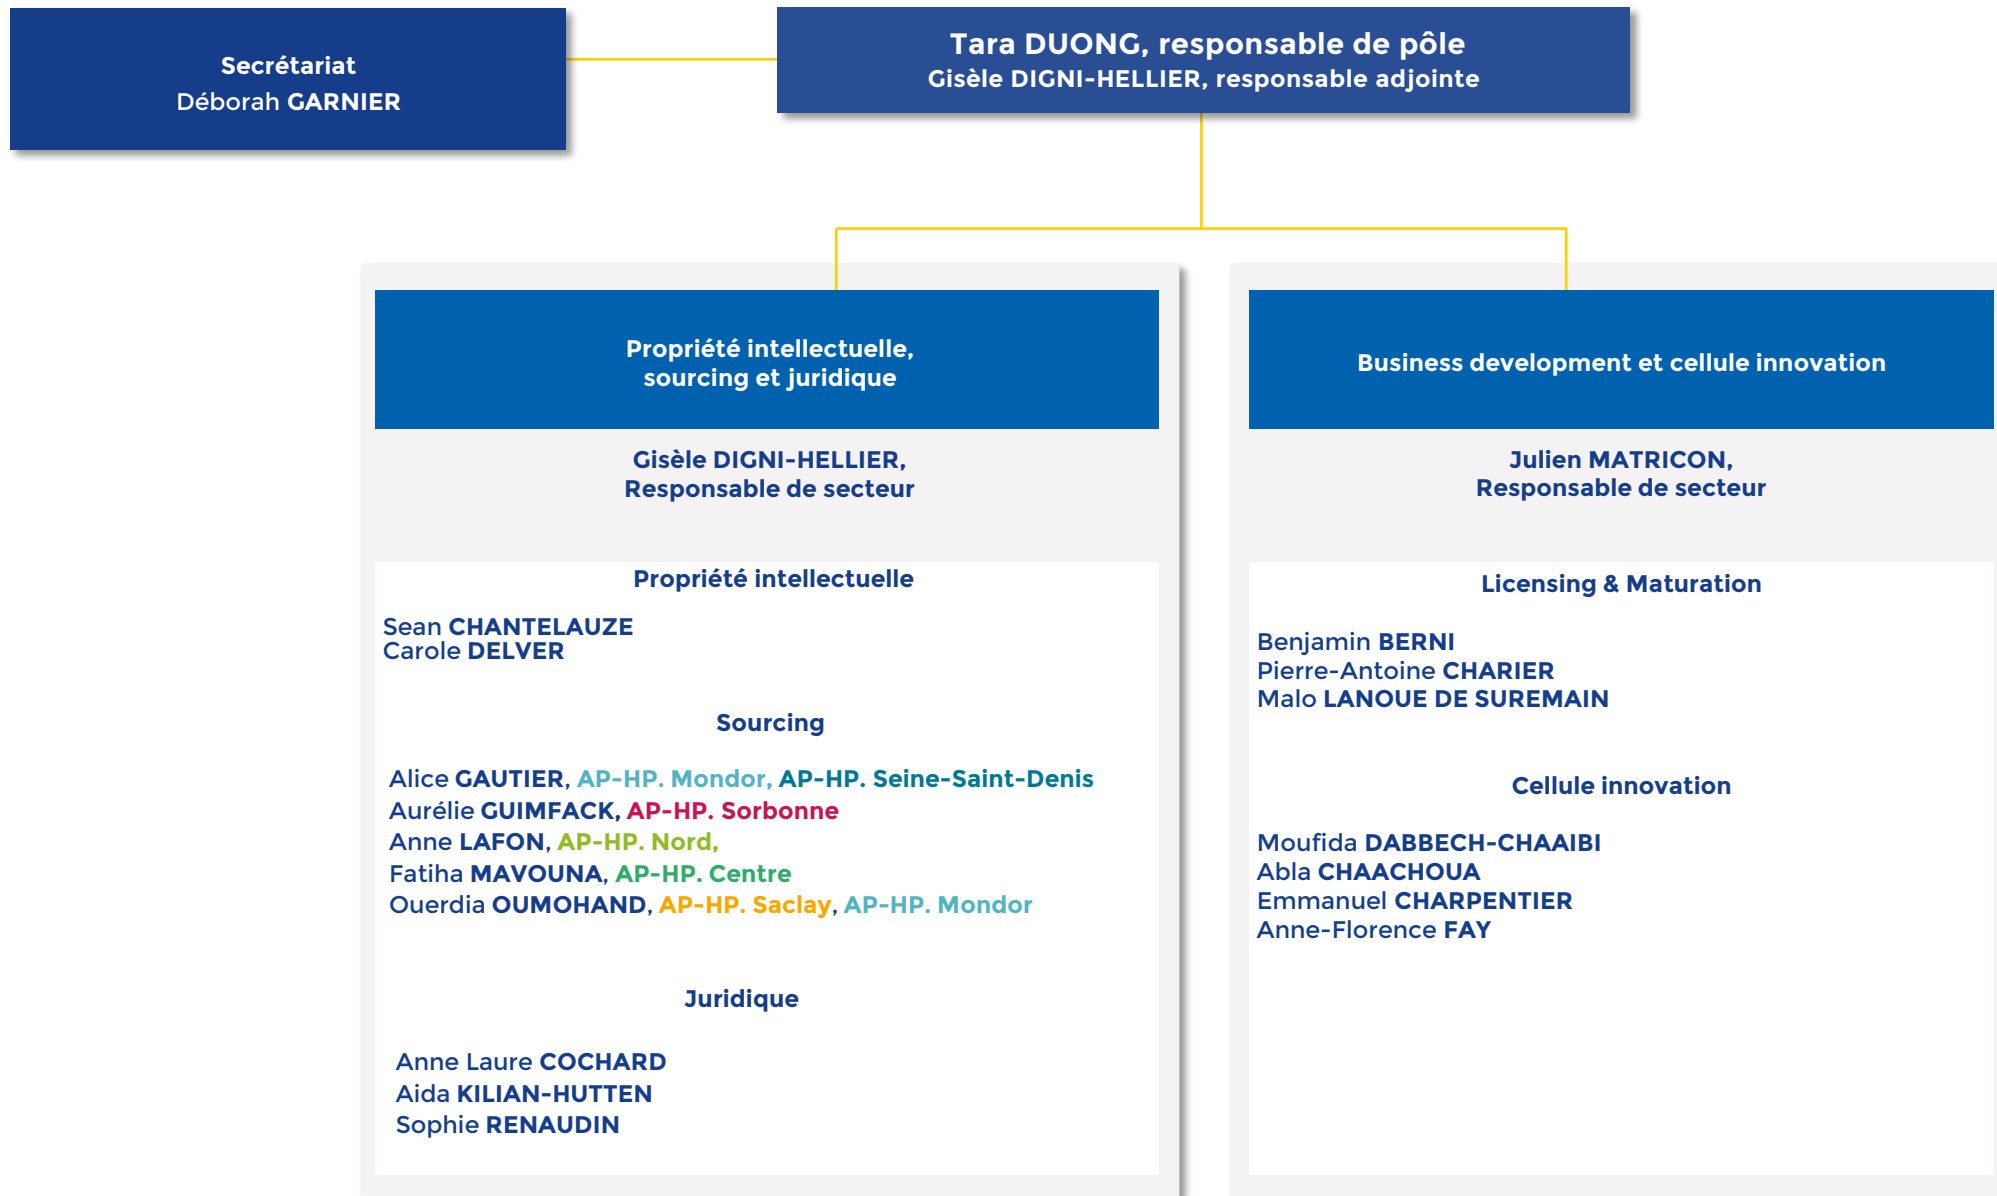 Secrétariat
Déborah GARNIER
Tara DUONG, responsable de pôle
Gisèle DIGNI-HELLIER, responsable adjointe
Propriété intellectuelle,
sourcing et juridique
Gisèle DIGNI-HELLIER,
Responsable de secteur
Propriété intellectuelle
Sean CHANTELAUZE
Carole DELVER
Sourcing
Alice GAUTIER, AP-HP. Mondor, AP-HP. Seine-Saint-Denis
Aurélie GUIMFACK, AP-HP. Sorbonne
Anne LAFON, AP-HP. Nord,
Fatiha MAVOUNA, AP-HP. Centre
Ouerdia OUMOHAND, AP-HP. Saclay, AP-HP. Mondor
Juridique
Anne Laure COCHARD
Aida KILIAN-HUTTEN
Sophie RENAUDIN
Business development et cellule innovation
Julien MATRICON,
Responsable de secteur
Licensing & Maturation
Benjamin BERNI
Pierre-Antoine CHARIER
Malo LANOUE DE SUREMAIN
Cellule innovation
Moufida DABBECH-CHAAIBI
Abla CHAACHOUA
Emmanuel CHARPENTIER
Anne-Florence FAY